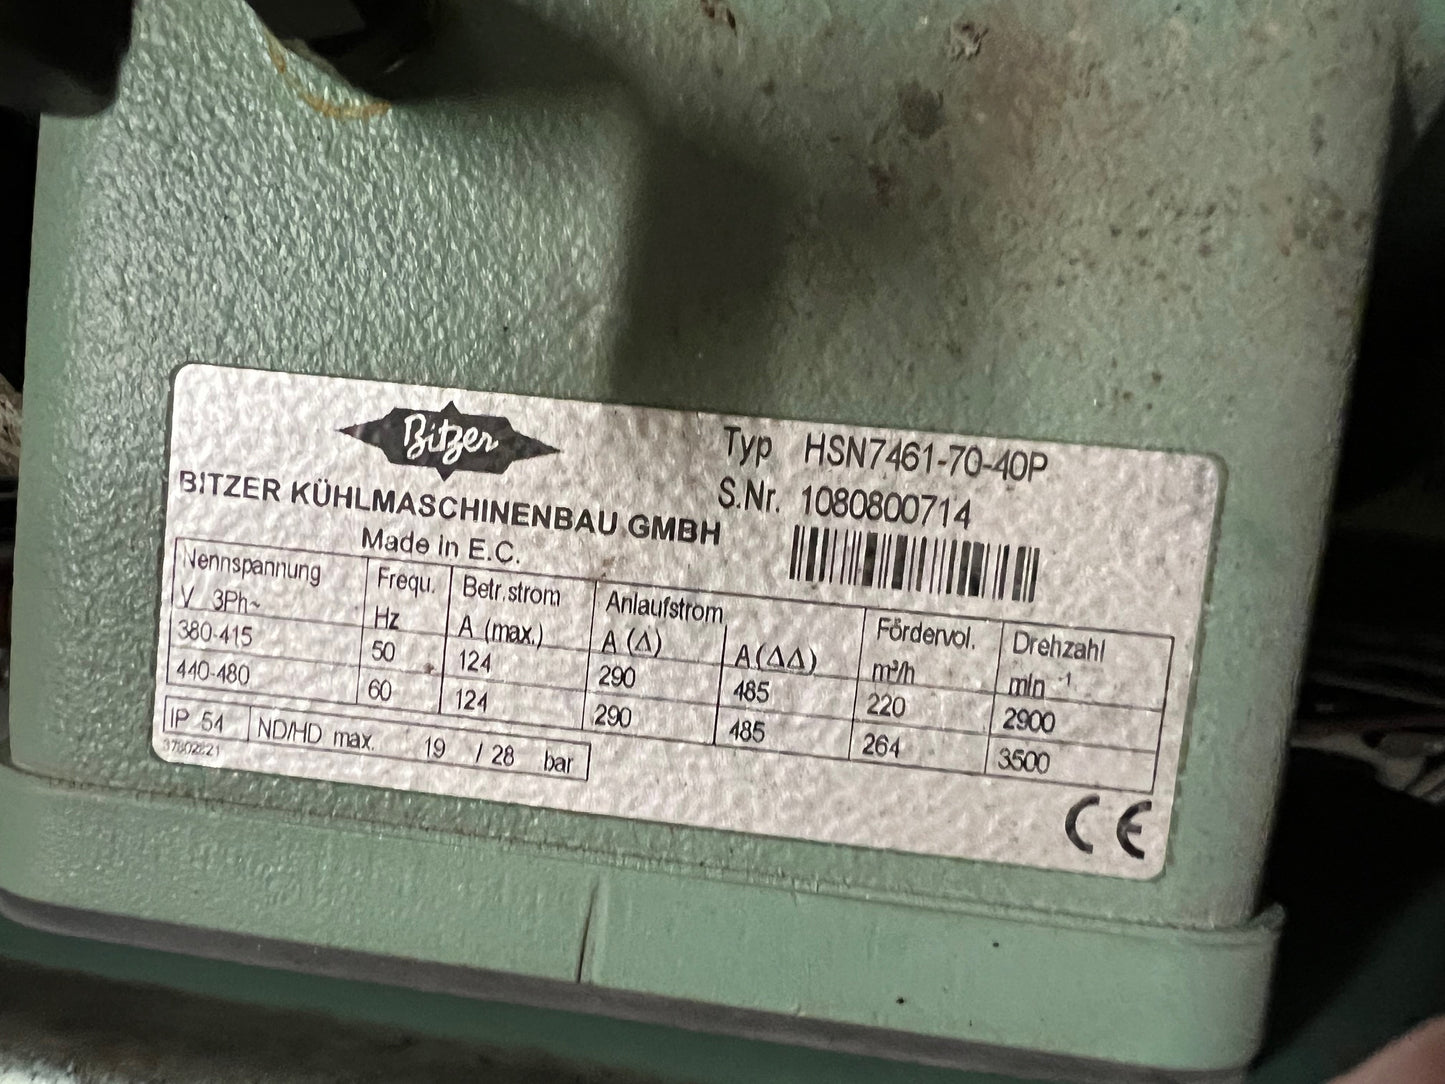 Bitzer
Typ HSN7461-70-40P
S.Nr. 1080800714
BITZER KÜHLMASCHINENBAU GMBH
Made in E.C.
Nennspannung Frequ. Betr.strom Anlaufstrom Fördervol. Drehzahl
V 3Ph~ Hz A (max.) A (Δ) A (ΔΔ) m³/h min -1
380-415 50 124 290 485 220 2900
440-480 60 124 290 485 264 3500
IP 54 ND/HD max. 19 / 28 bar
CE